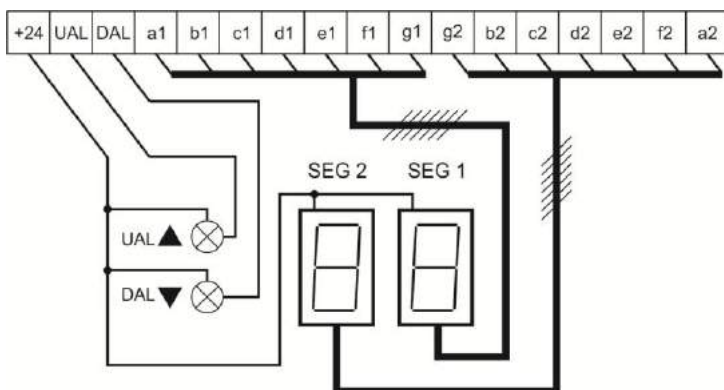 +24 UAL DAL a1 b1 c1 d1 e1 f1 g1 g2 b2 c2 d2 e2 f2 a2
SEG 2 SEG 1
UAL ▲
DAL ▼